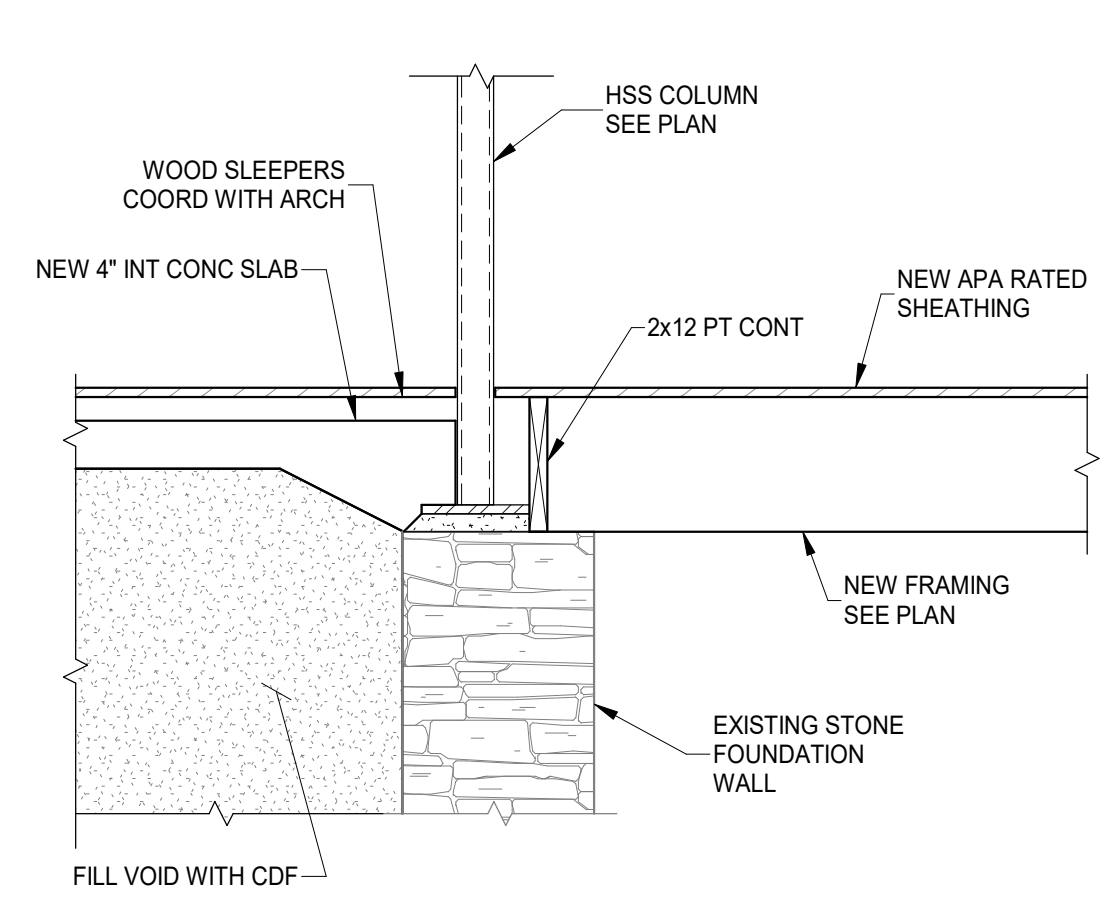 HSS COLUMN
SEE PLAN
WOOD SLEEPERS
COORD WITH ARCH
NEW 4" INT CONC SLAB
NEW APA RATED
SHEATHING
2x12 PT CONT
NEW FRAMING
SEE PLAN
EXISTING STONE
FOUNDATION
WALL
FILL VOID WITH CDF